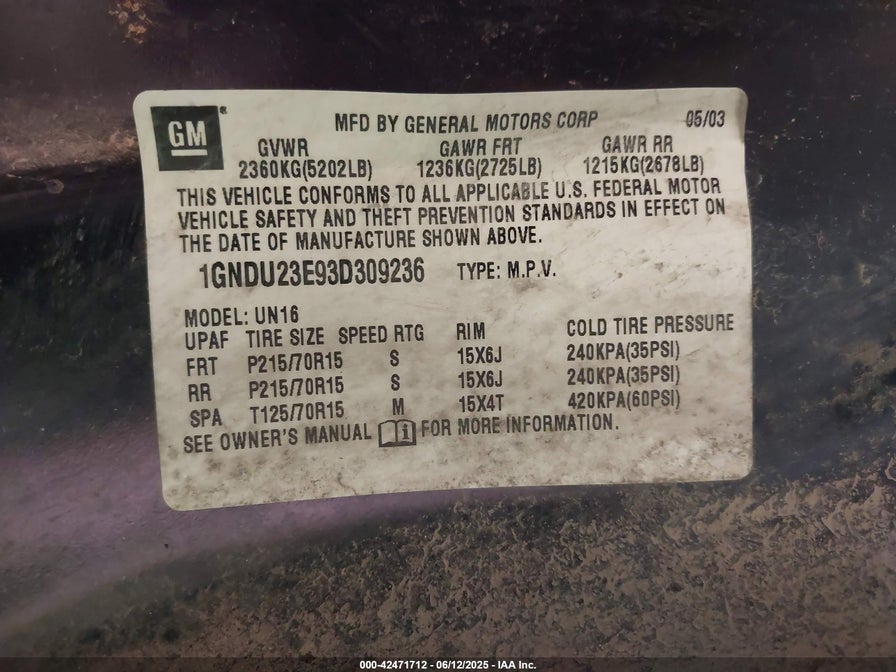 GM ®
MFD BY GENERAL MOTORS CORP 05/03
GVWR GAWR FRT GAWR RR
2360KG(5202LB) 1236KG(2725LB) 1215KG(2678LB)
THIS VEHICLE CONFORMS TO ALL APPLICABLE U.S. FEDERAL MOTOR
VEHICLE SAFETY AND THEFT PREVENTION STANDARDS IN EFFECT ON
THE DATE OF MANUFACTURE SHOWN ABOVE.
1GNDU23E93D309236 TYPE: M.P.V.
MODEL: UN16
UPAF TIRE SIZE SPEED RTG RIM COLD TIRE PRESSURE
FRT P215/70R15 S 15X6J 240KPA(35PSI)
RR P215/70R15 S 15X6J 240KPA(35PSI)
SPA T125/70R15 M 15X4T 420KPA(60PSI)
SEE OWNER'S MANUAL i FOR MORE INFORMATION.
000-42471712 - 06/12/2025 - IAA Inc.